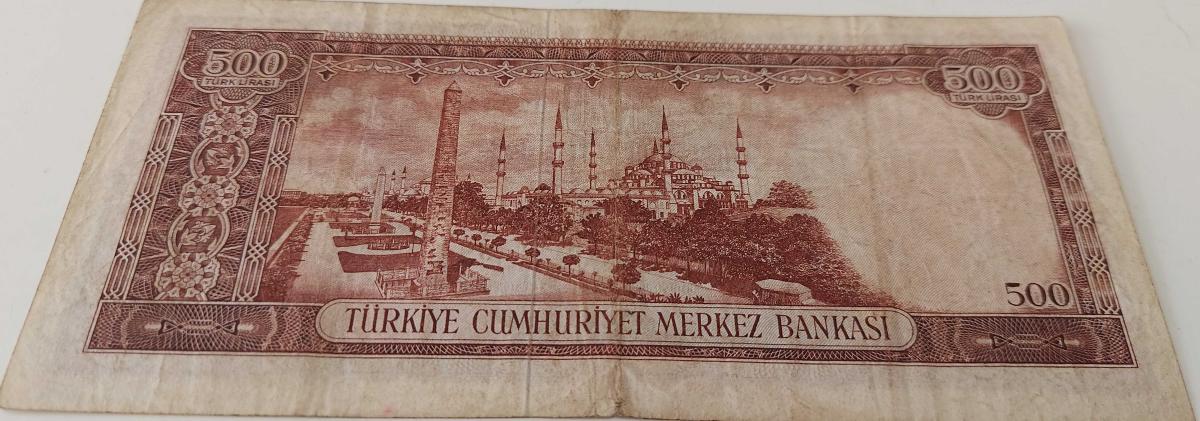 500
TÜRK LİRASI
500
TÜRK LİRASI
500
TÜRKİYE CUMHURİYET MERKEZ BANKASI